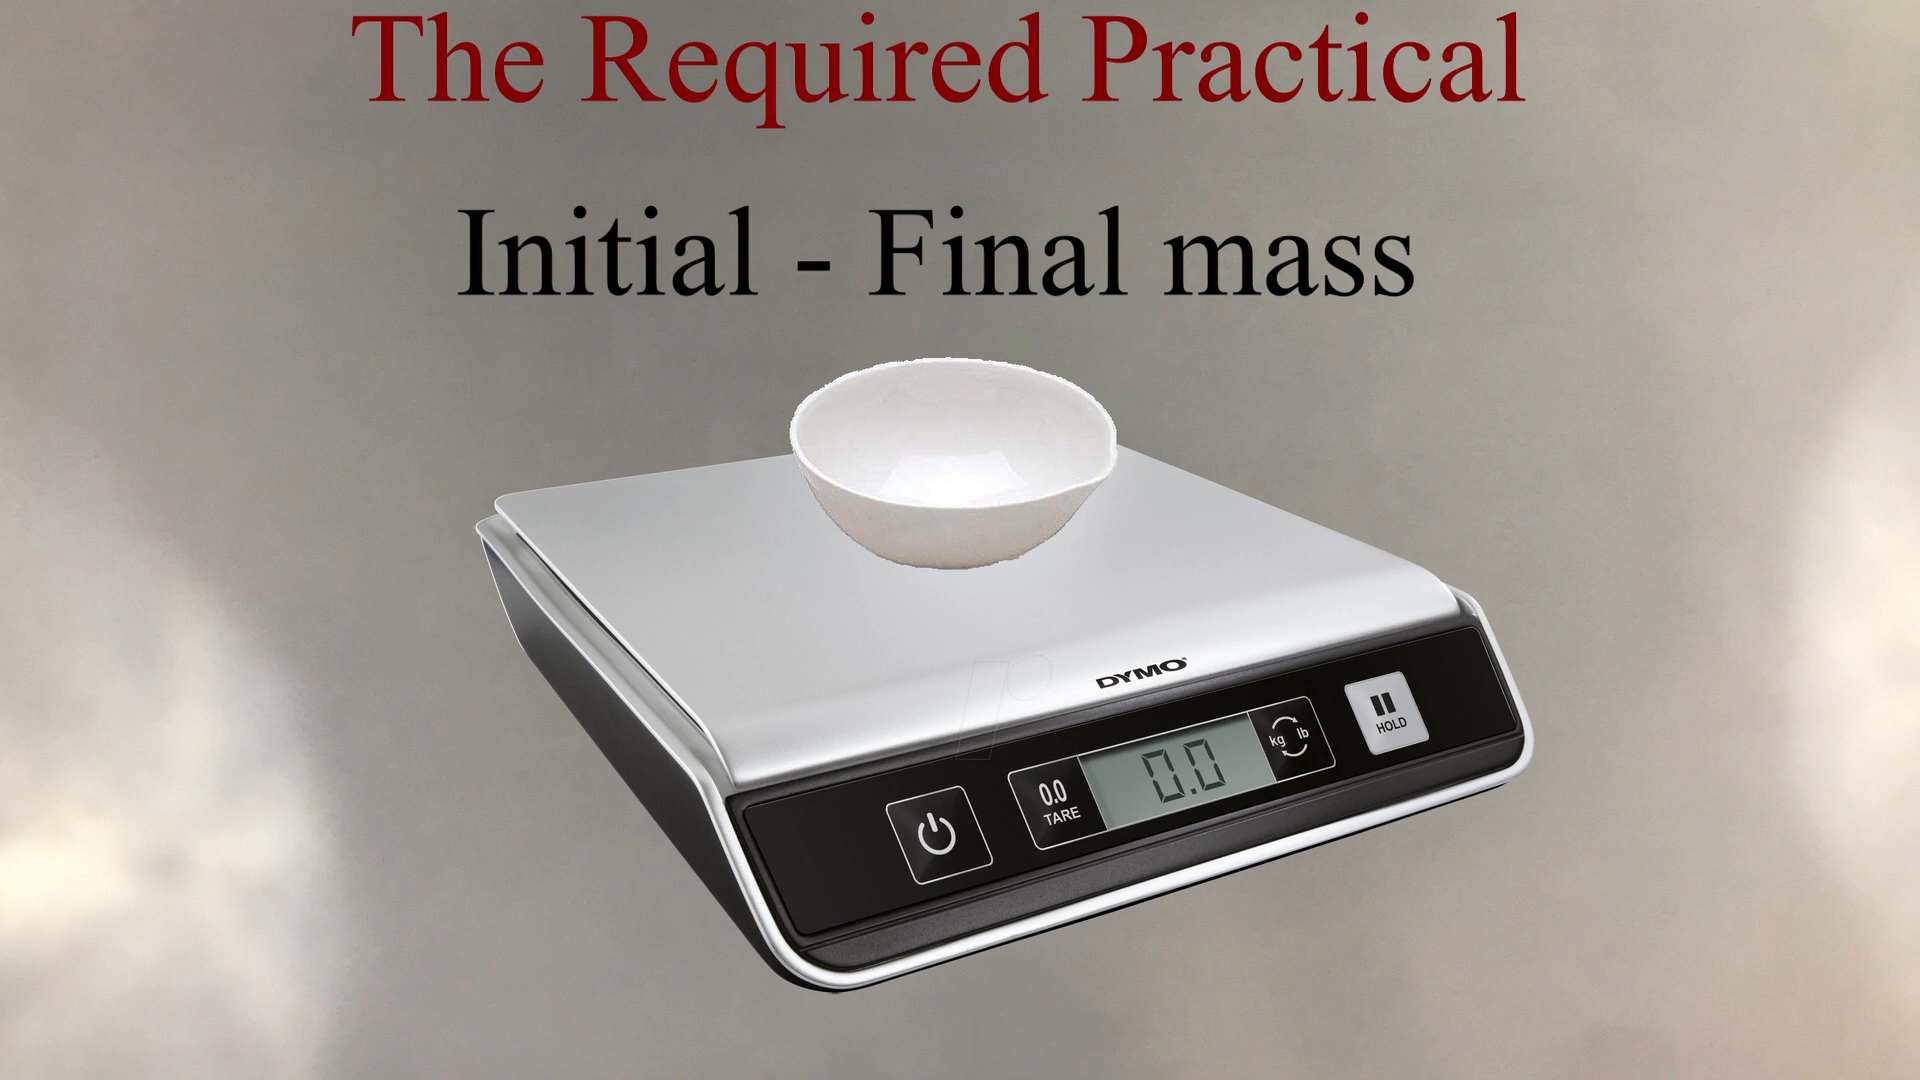 The Required Practical
Initial - Final mass
DYMO
0.0 TARE
0.0
kg lb
HOLD